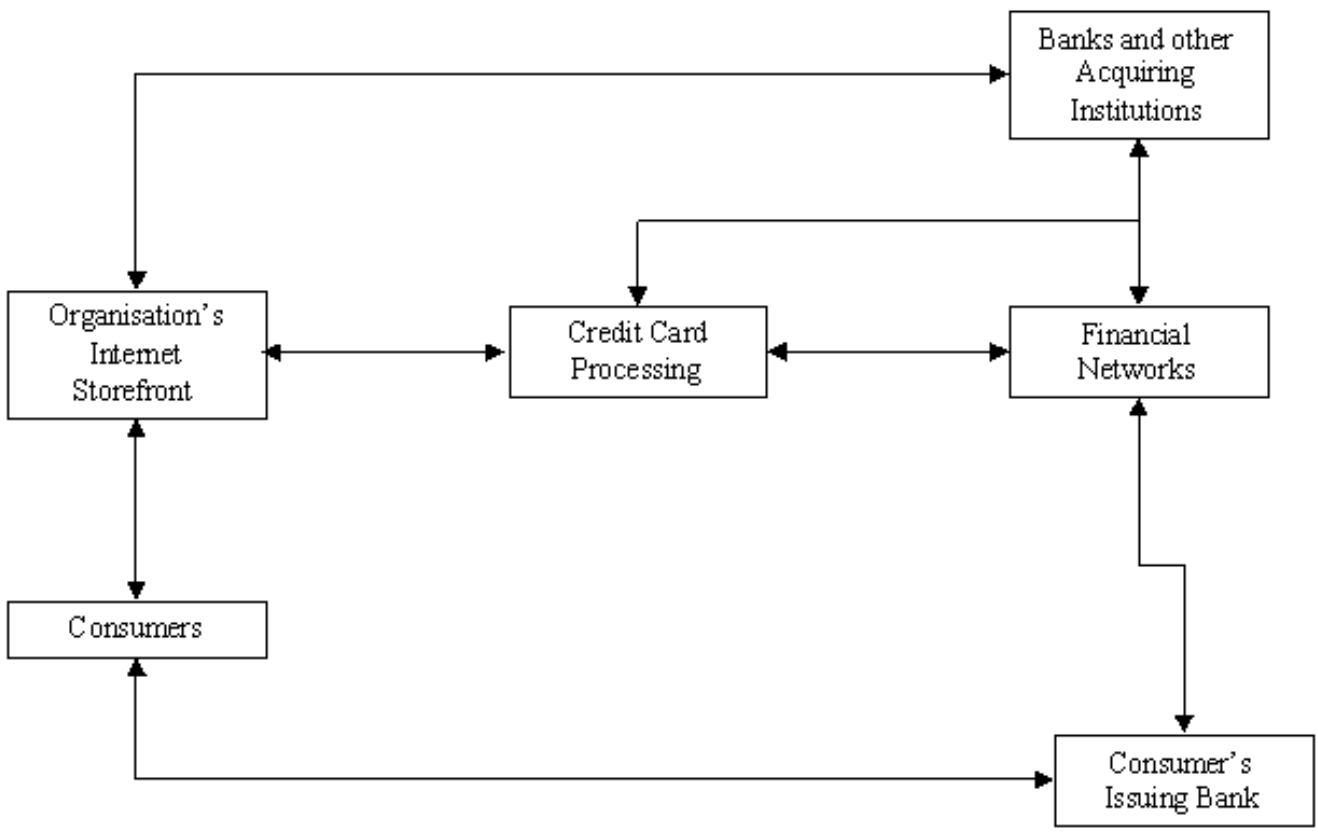 Banks and other
Acquiring
Institutions
Organisation’s
Internet
Storefront
Credit Card
Processing
Financial
Networks
Consumers
Consumer’s
Issuing Bank